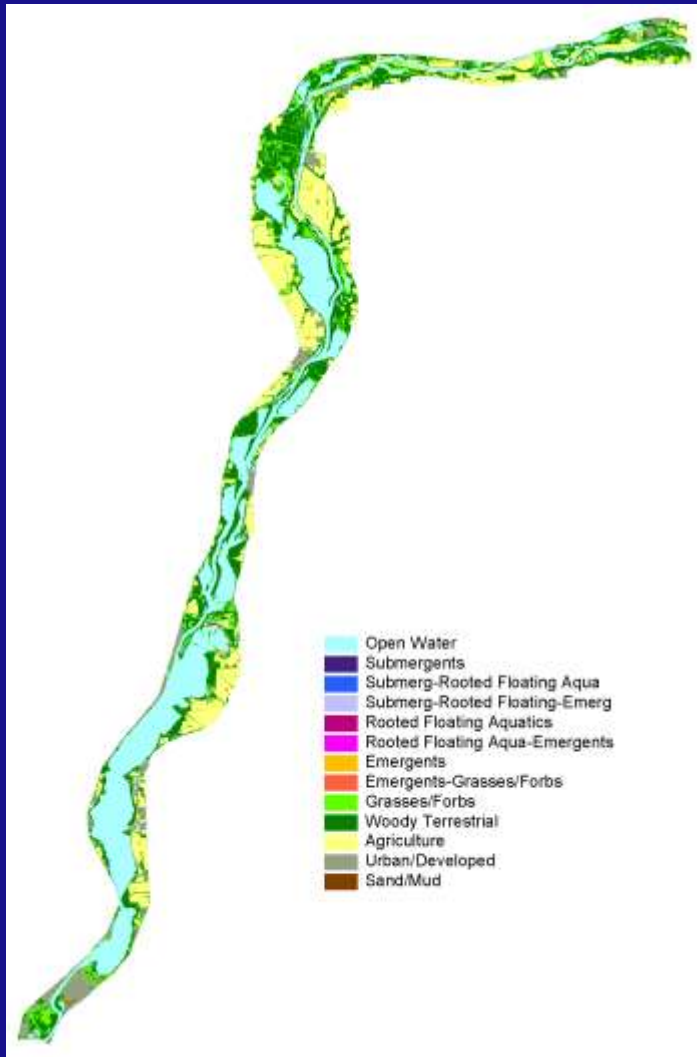 Open Water
Submergents
Submerg-Rooted Floating Aqua
Submerg-Rooted Floating-Emerg
Rooted Floating Aquatics
Rooted Floating Aqua-Emergents
Emergents
Emergents-Grasses/Forbs
Grasses/Forbs
Woody Terrestrial
Agriculture
Urban/Developed
Sand/Mud